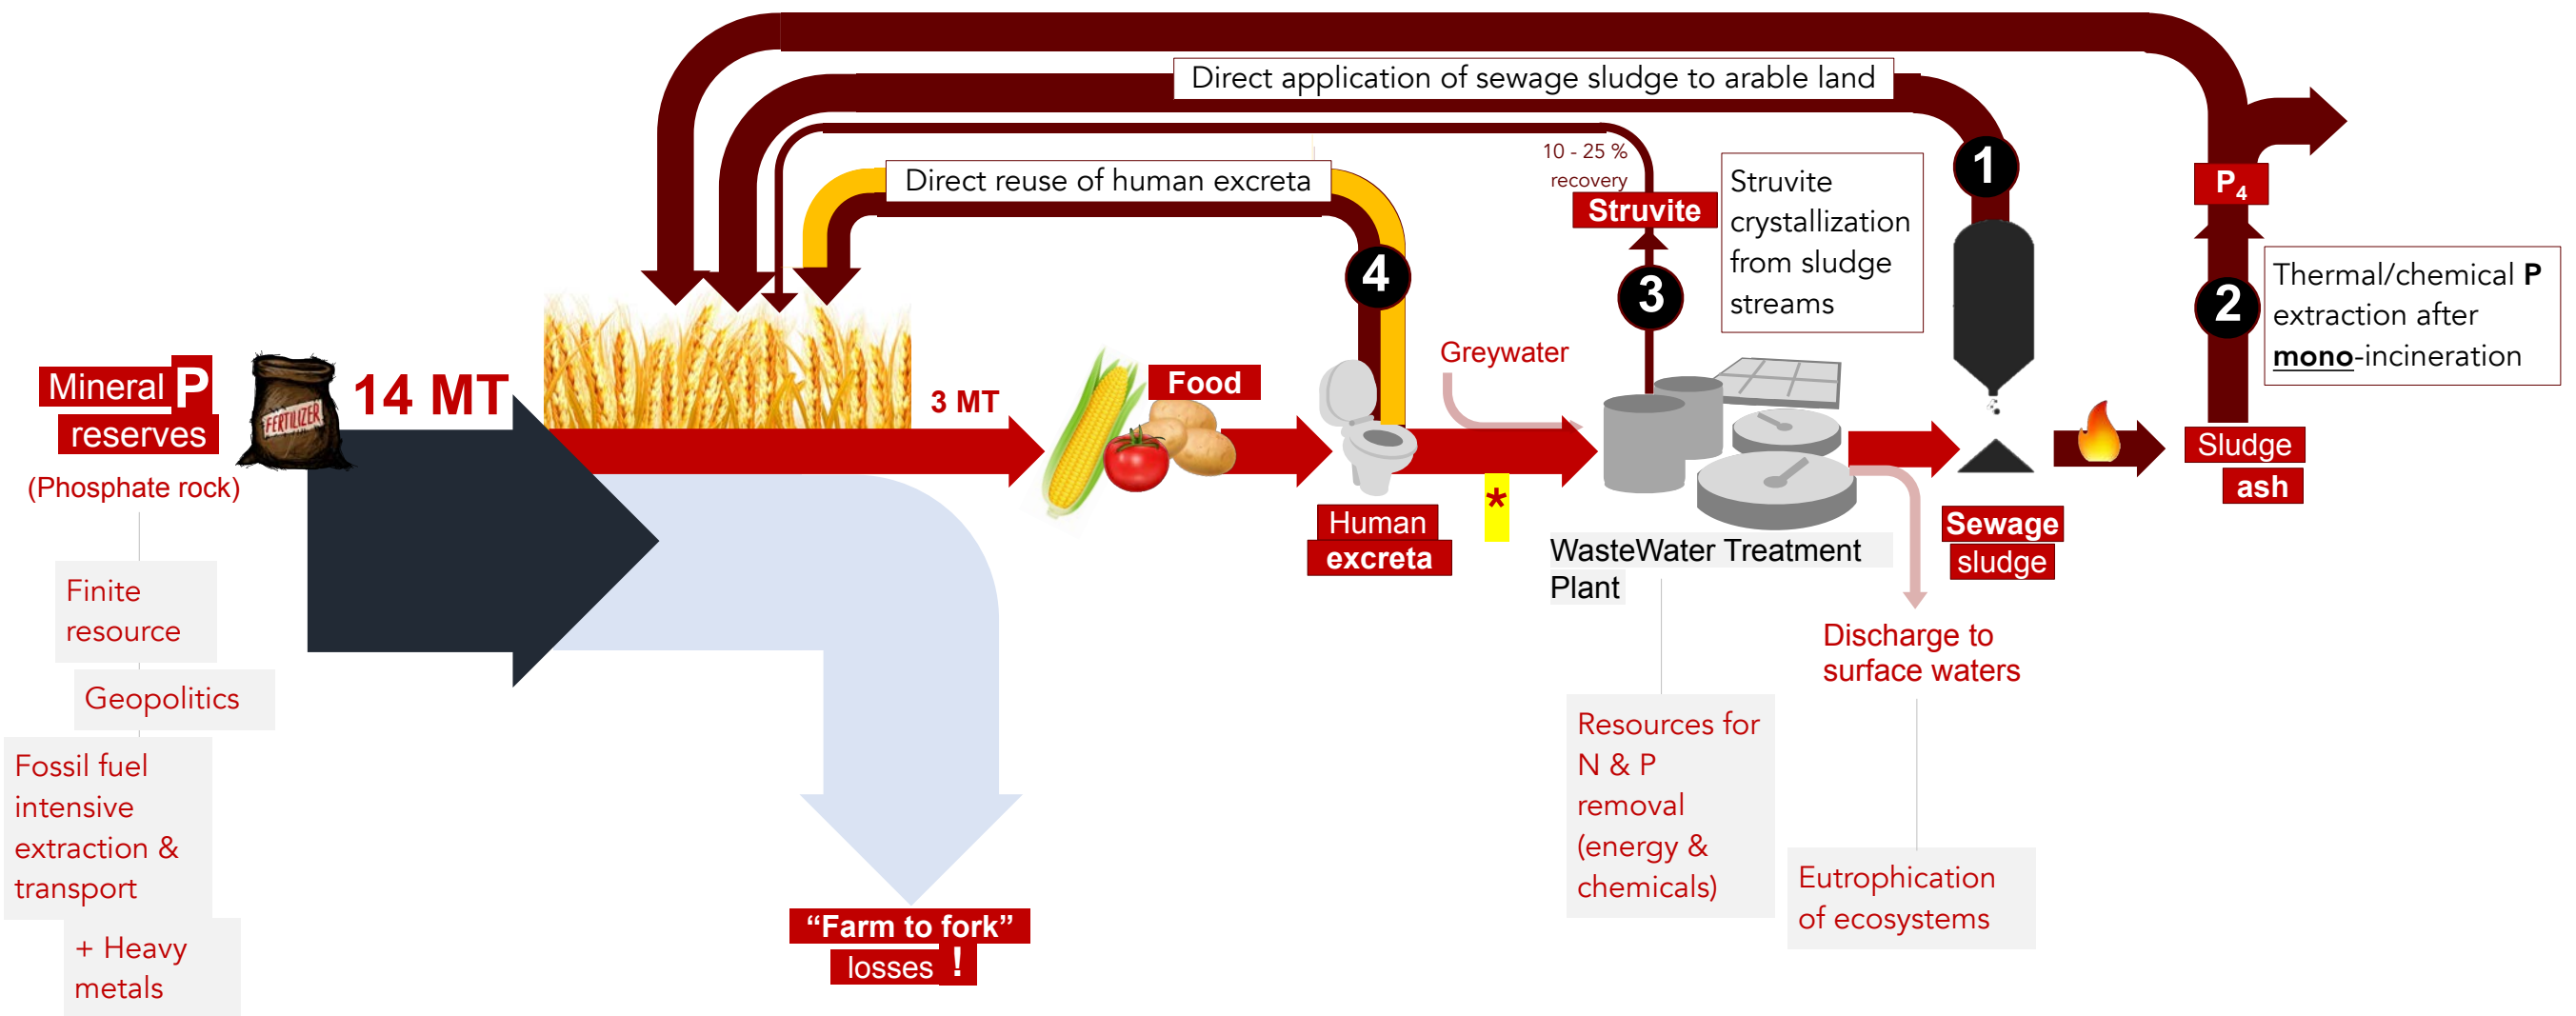 Direct application of sewage sludge to arable land
10 - 25 %
recovery
Struvite
Direct reuse of human excreta
Struvite
crystallization
from sludge
streams
1
P₄
4
3
2
Thermal/chemical P
extraction after
mono-incineration
Mineral P
reserves
(Phosphate rock)
FERTILIZER
14 MT
3 MT
Food
Greywater
Human
excreta
*
WasteWater Treatment
Plant
Sewage
sludge
Sludge
ash
Finite
resource
Geopolitics
Fossil fuel
intensive
extraction &
transport
+ Heavy
metals
“Farm to fork”
losses !
Resources for
N & P
removal
(energy &
chemicals)
Discharge to
surface waters
Eutrophication
of ecosystems